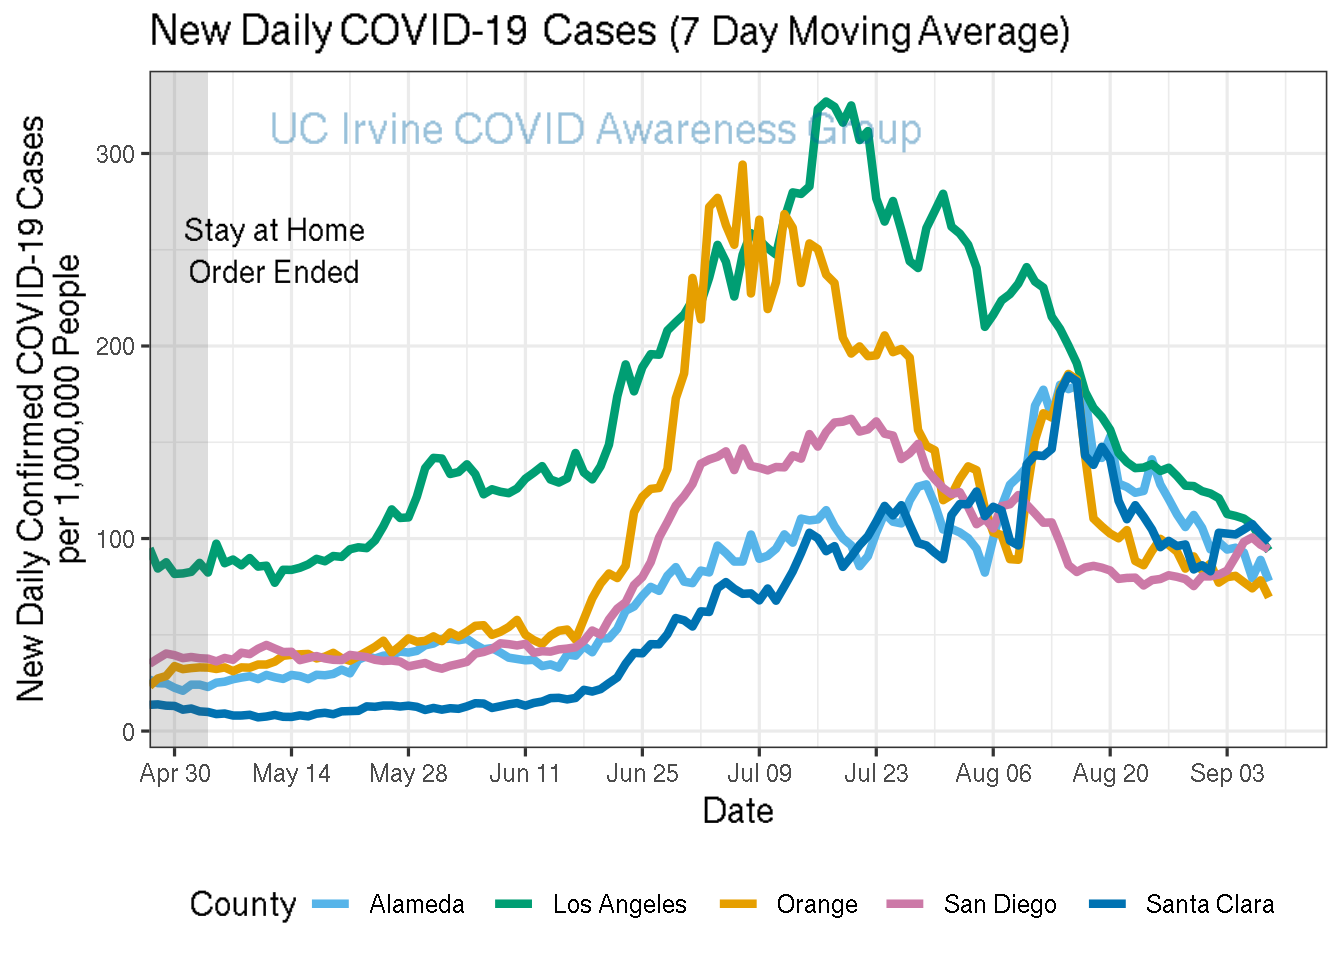 New Daily COVID-19 Cases (7 Day Moving Average)
UC Irvine COVID Awareness Group
Stay at Home
Order Ended
New Daily Confirmed COVID-19 Cases
per 1,000,000 People
300
200
100
0
Apr 30 May 14 May 28 Jun 11 Jun 25 Jul 09 Jul 23 Aug 06 Aug 20 Sep 03
Date
County Alameda Los Angeles Orange San Diego Santa Clara